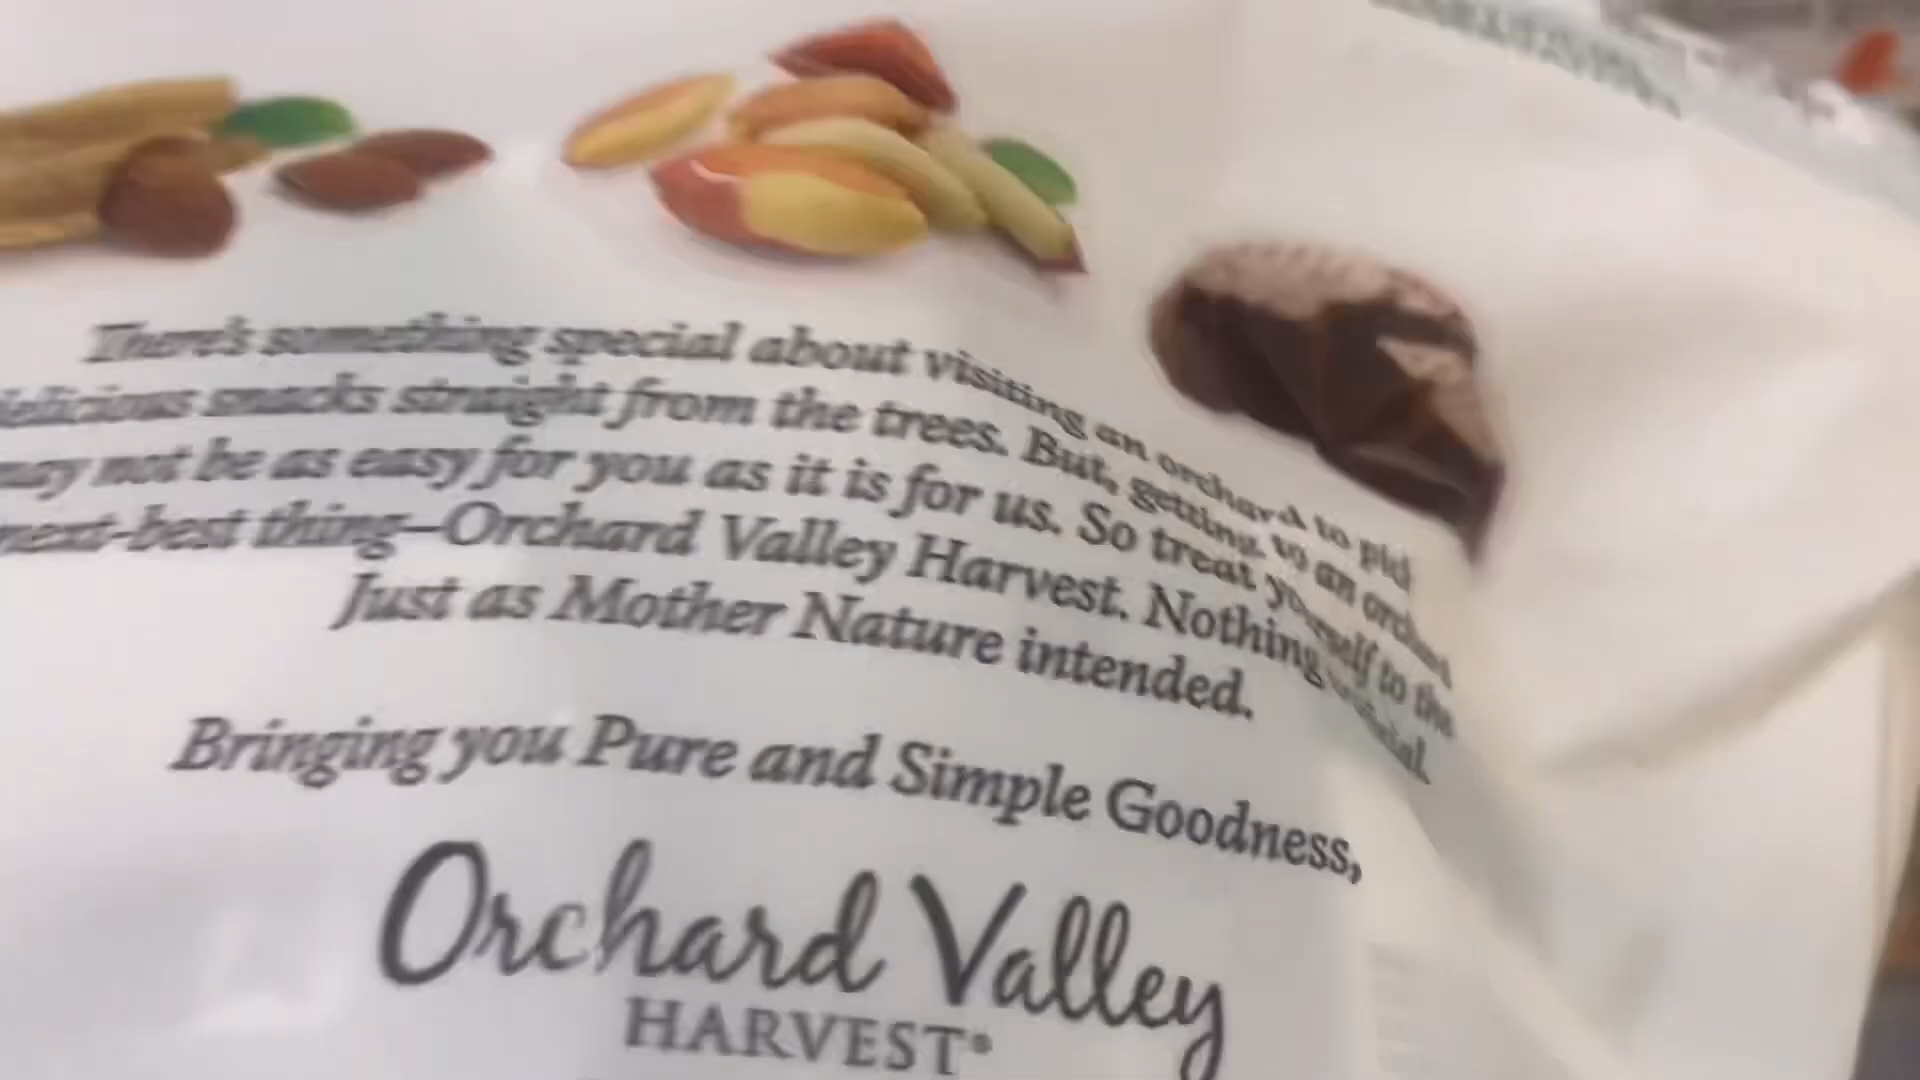 There's something special about visiting an orchard to pick
delicious snacks straight from the trees. But, getting to an orchard
may not be as easy for you as it is for us. So treat yourself to the
next-best thing—Orchard Valley Harvest. Nothing
Just as Mother Nature intended.
Bringing you Pure and Simple Goodness,
Orchard Valley
HARVEST®